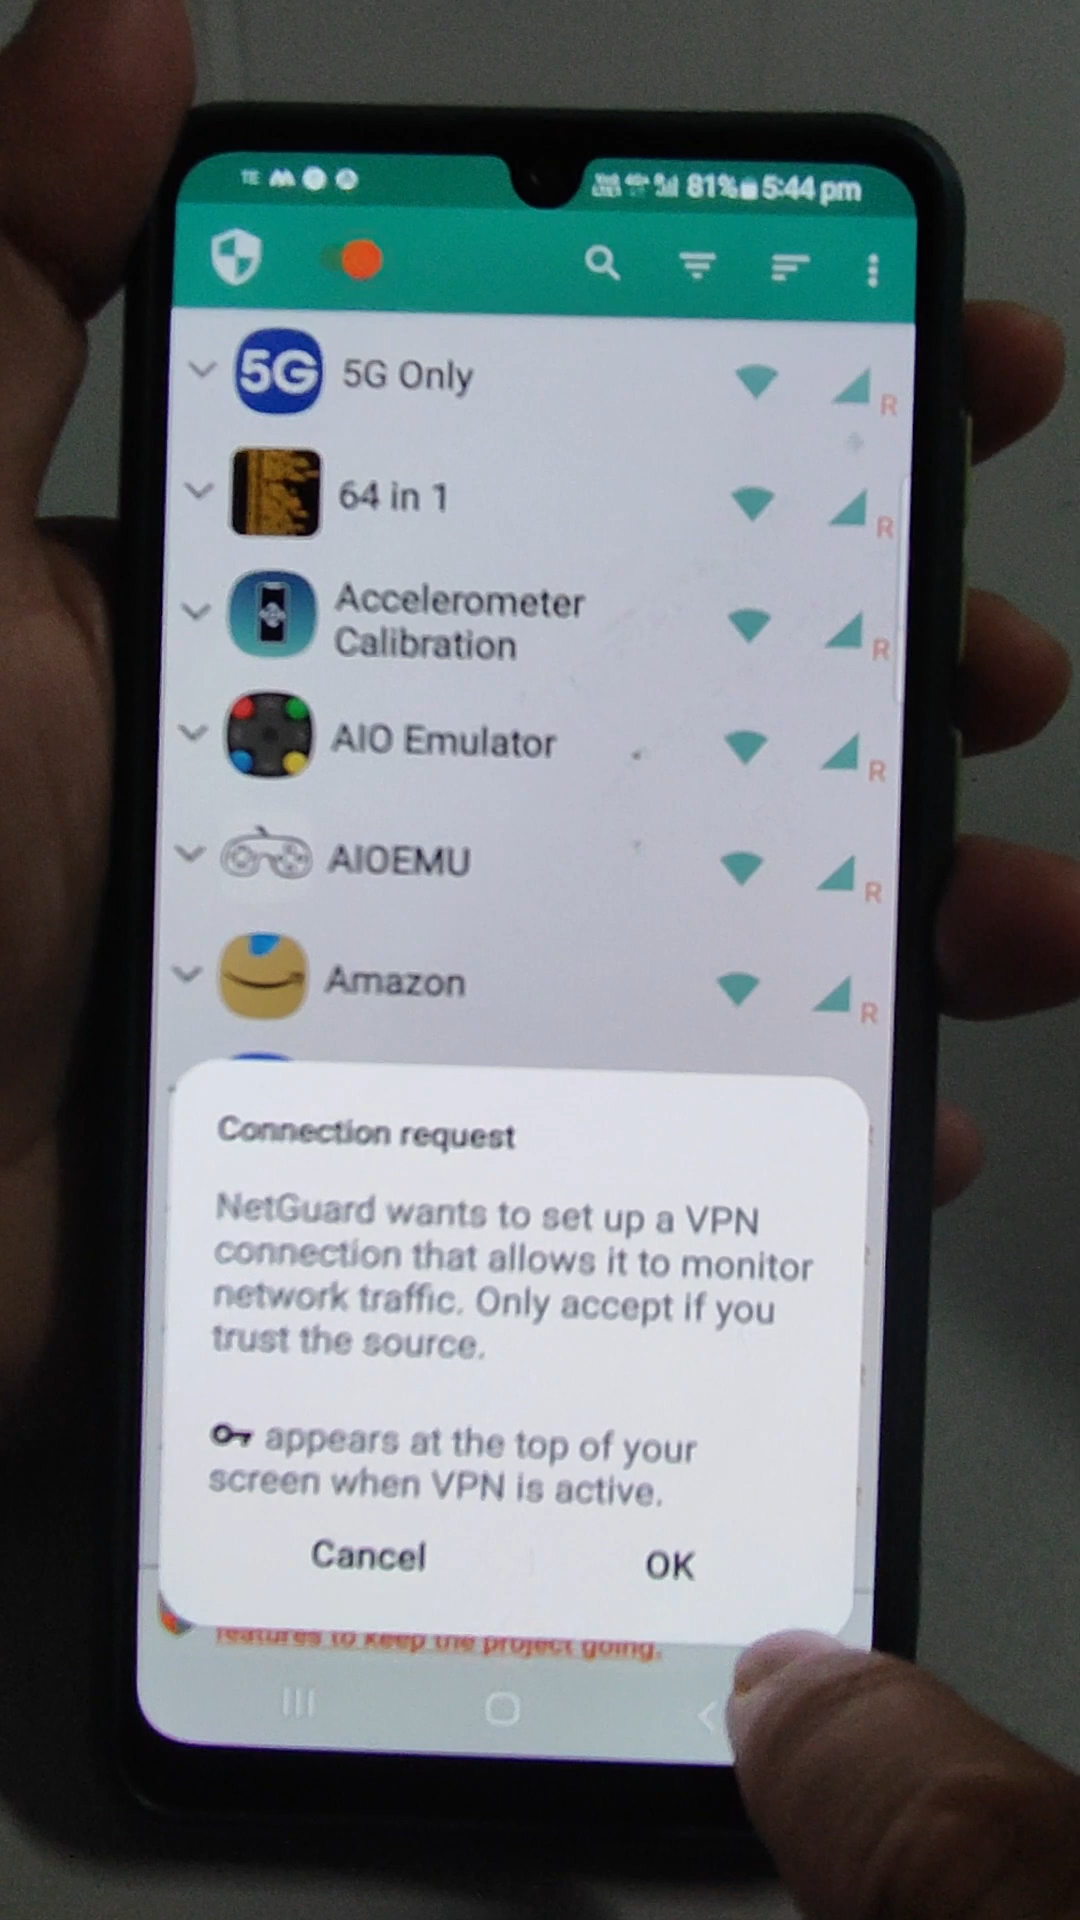 81% 5:44 pm
5G 5G Only
R
64 in 1
R
Accelerometer
Calibration
R
AIO Emulator
R
AIOEMU
R
Amazon
R
Connection request
NetGuard wants to set up a VPN
connection that allows it to monitor
network traffic. Only accept if you
trust the source.
appears at the top of your
screen when VPN is active.
Cancel
OK
features to keep the project going.